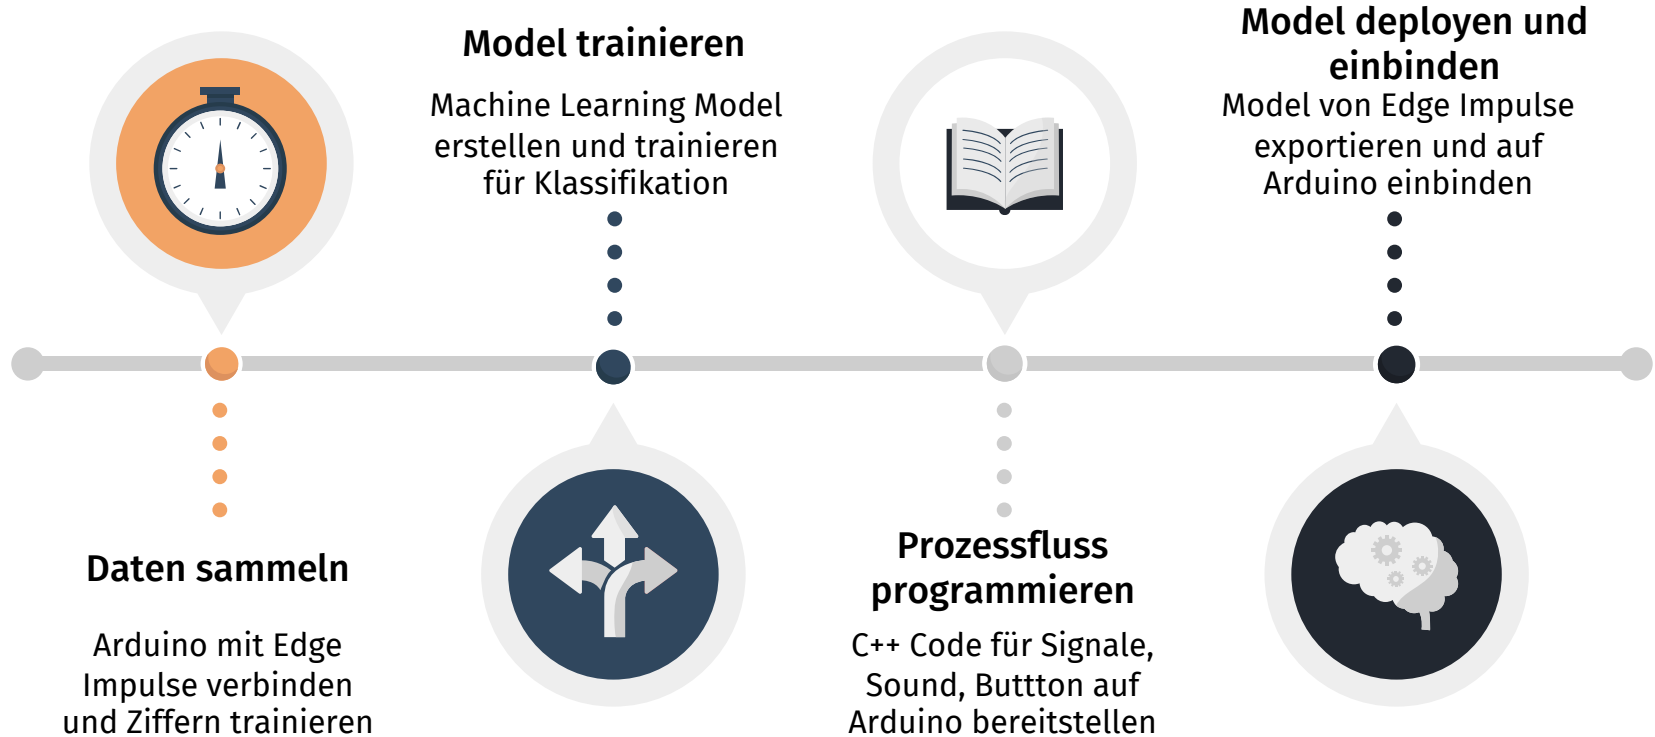 Daten sammeln
Arduino mit Edge
Impulse verbinden
und Ziffern trainieren
Model trainieren
Machine Learning Model
erstellen und trainieren
für Klassifikation
Prozessfluss
programmieren
C++ Code für Signale,
Sound, Buttton auf
Arduino bereitstellen
Model deployen und
einbinden
Model von Edge Impulse
exportieren und auf
Arduino einbinden